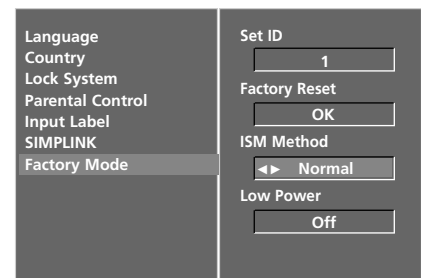 Language
Country
Lock System
Parental Control
Input Label
SIMPLINK
Factory Mode
Set ID
1
Factory Reset
OK
ISM Method
◄► Normal
Low Power
Off